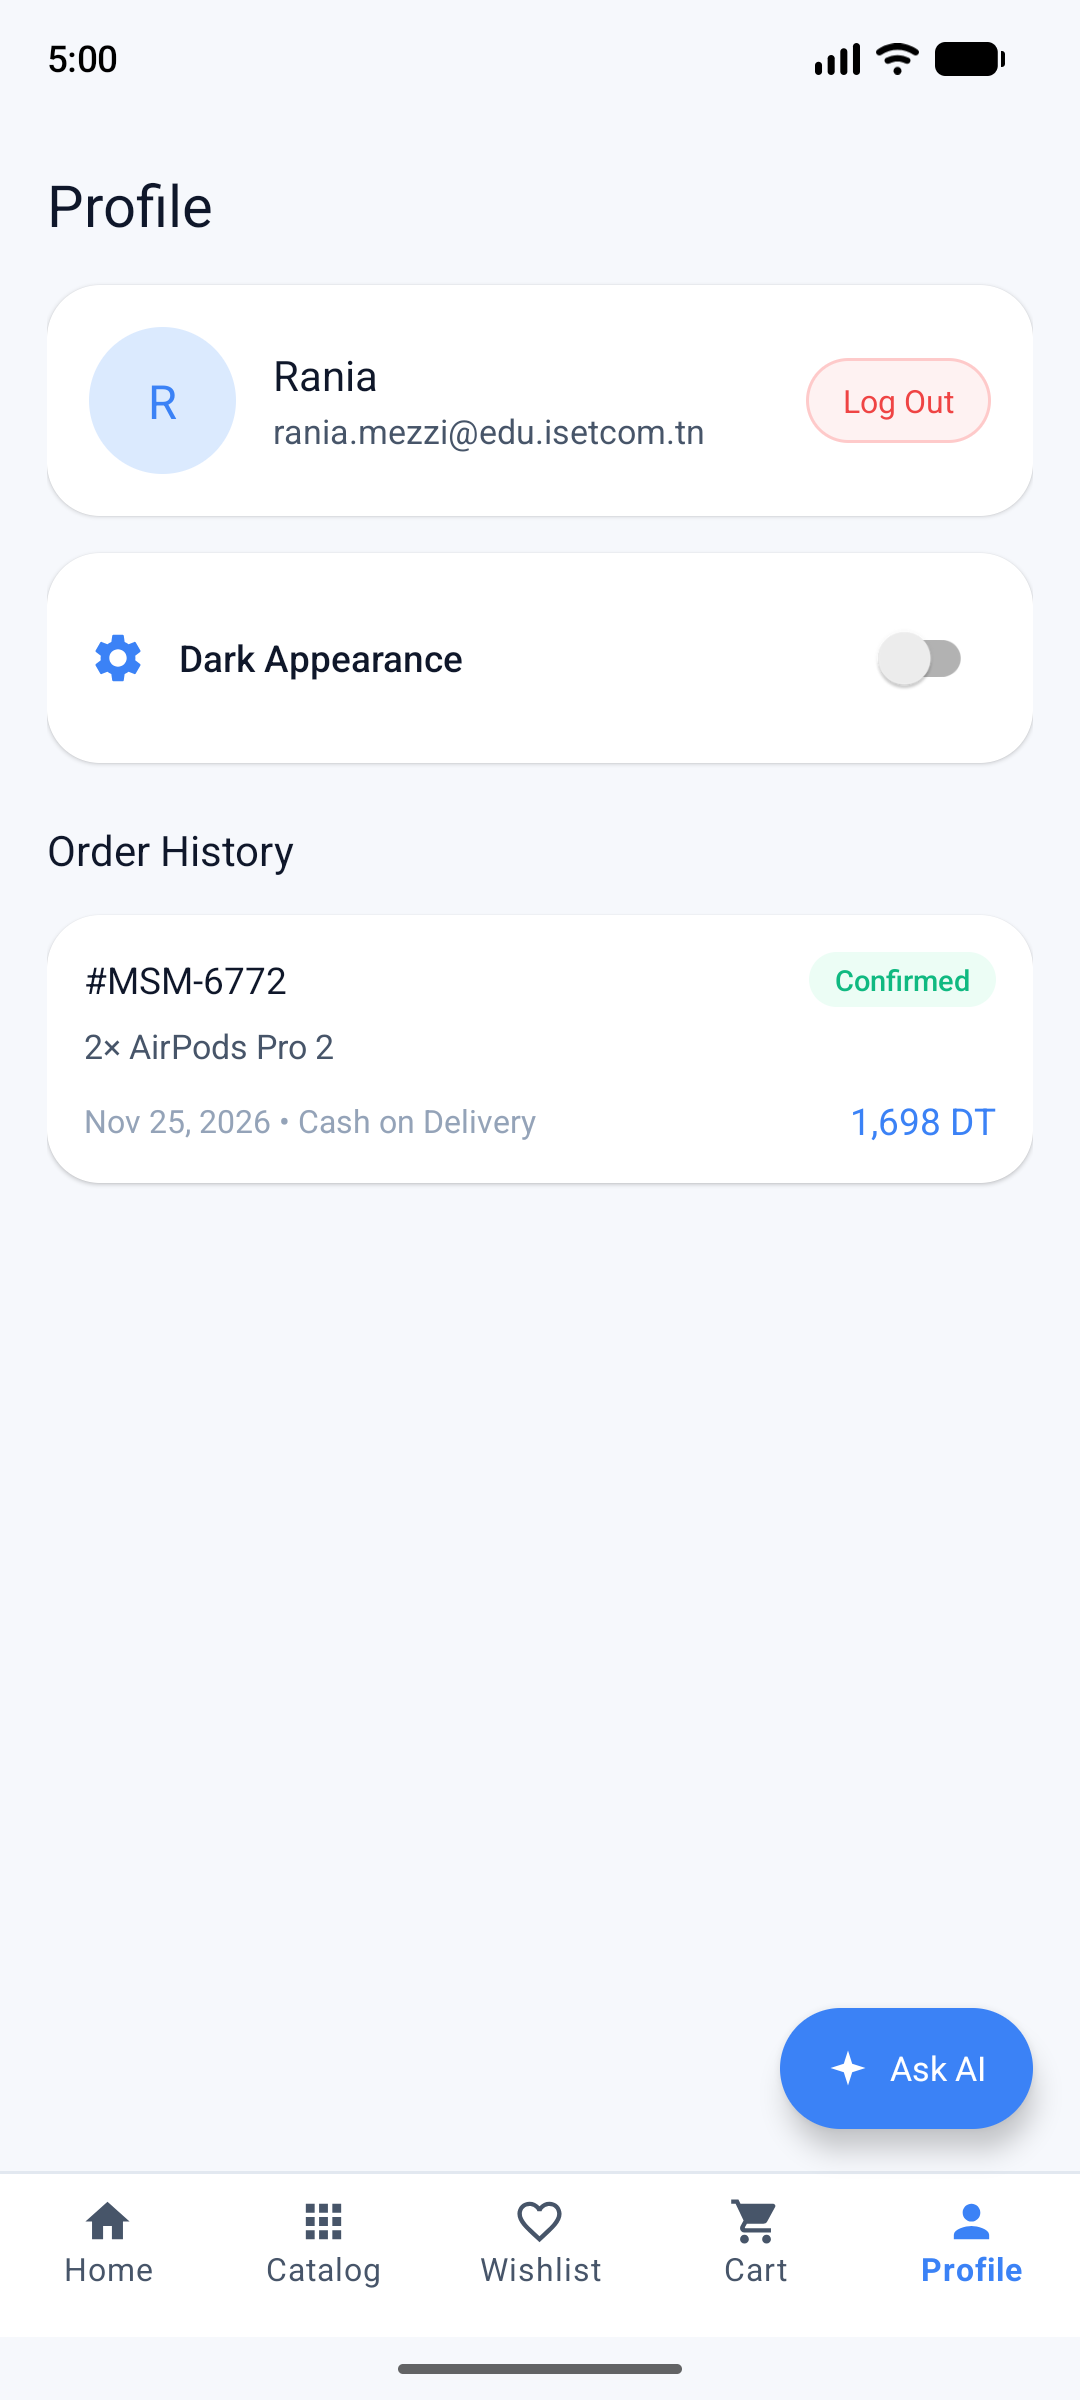 5:00
Profile
R
Rania
rania.mezzi@edu.isetcom.tn
Log Out
Dark Appearance
Order History
#MSM-6772
Confirmed
2× AirPods Pro 2
Nov 25, 2026 • Cash on Delivery
1,698 DT
Ask AI
Home
Catalog
Wishlist
Cart
Profile